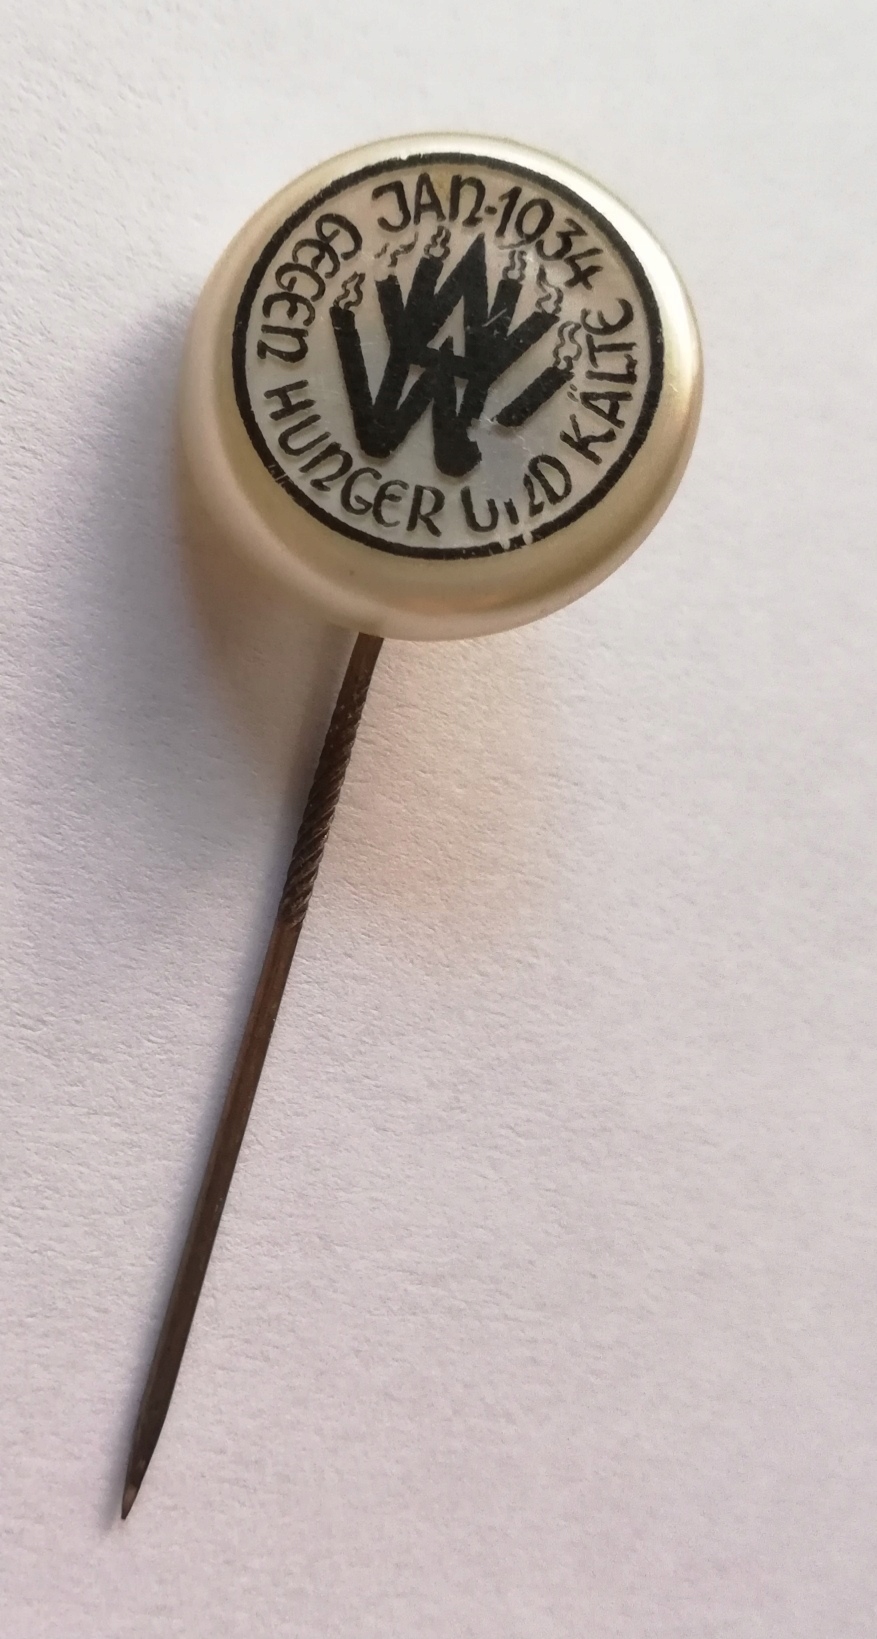 JAN·1934
GEGEN HUNGER UND KÄLTE